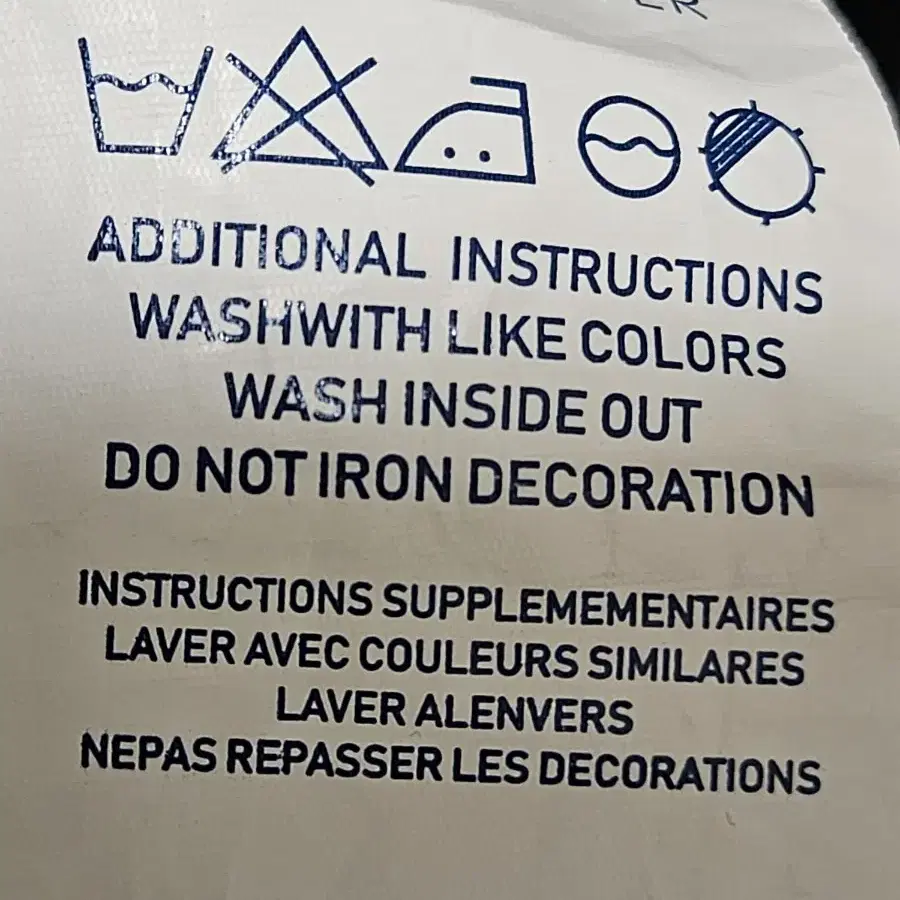 ADDITIONAL INSTRUCTIONS
WASHWITH LIKE COLORS
WASH INSIDE OUT
DO NOT IRON DECORATION
INSTRUCTIONS SUPPLEMEMENTAIRES
LAVER AVEC COULEURS SIMILARES
LAVER ALENVERS
NEPAS REPASSER LES DECORATIONS